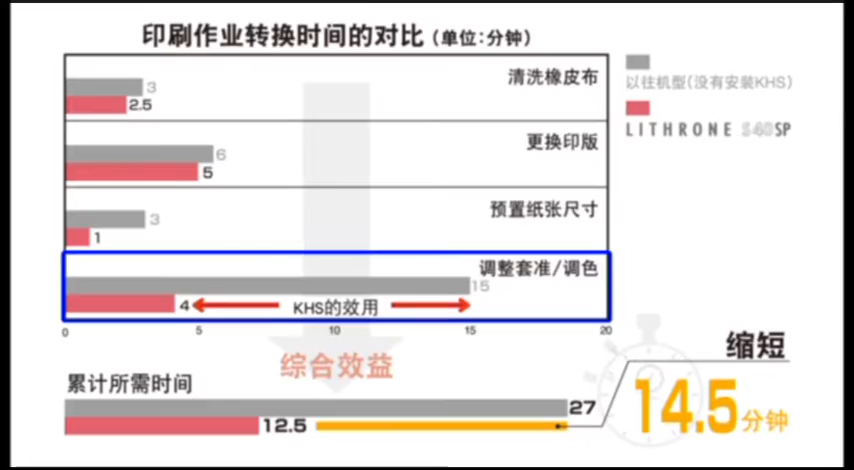 印刷作业转换时间的对比(单位:分钟)
清洗橡皮布
3
2.5
以往机型(没有安装KHS)
LITHRONE S40SP
更换印版
6
5
预置纸张尺寸
3
1
调整套准/调色
15
4
KHS的效用
0 5 10 15 20
综合效益
缩短
14.5分钟
累计所需时间
27
12.5